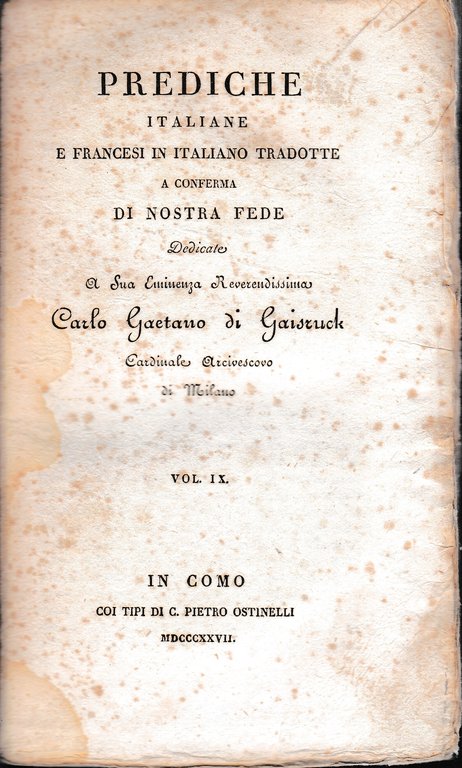 PREDICHE
ITALIANE
E FRANCESI IN ITALIANO TRADOTTE
A CONFERMA
DI NOSTRA FEDE
Dedicate
A Sua Eminenza Reverendissima
Carlo Gaetano di Gaisruck
Cardinale Arcivescovo
di Milano
VOL. IX.
IN COMO
COI TIPI DI C. PIETRO OSTINELLI
MDCCCXXVII.